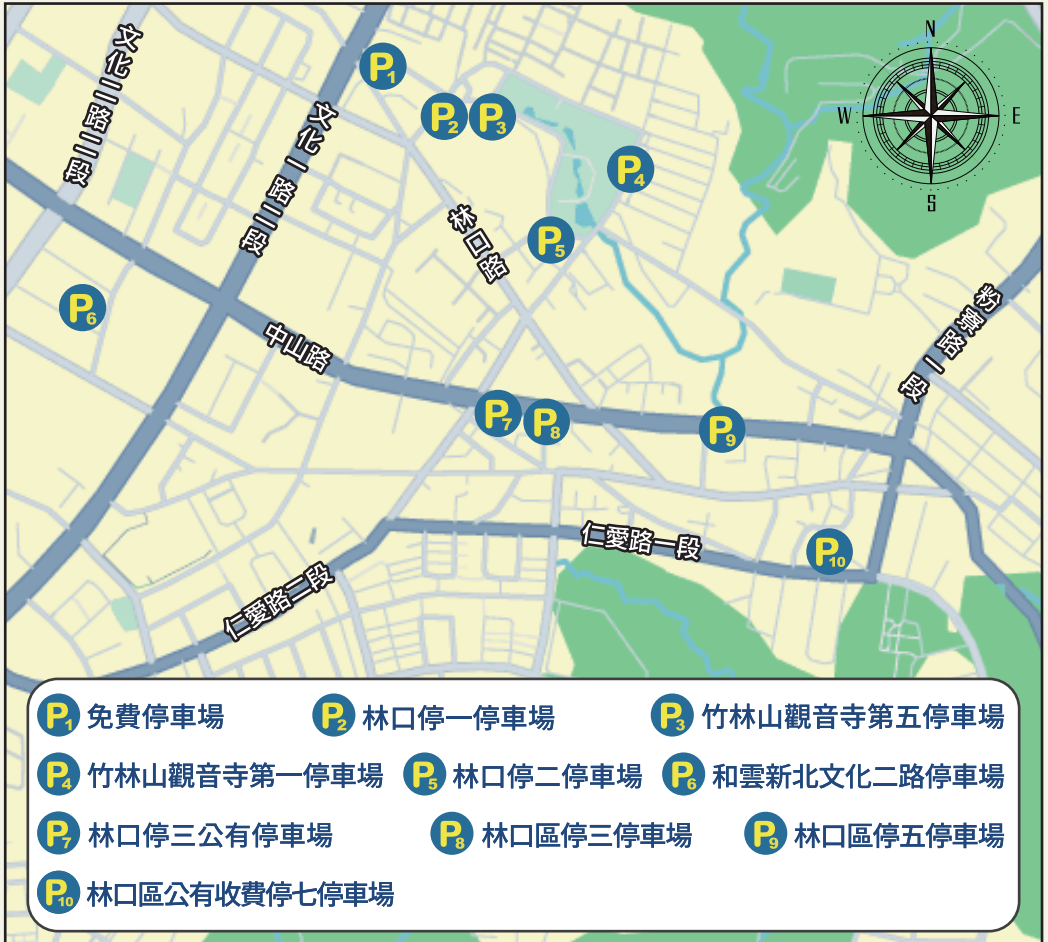 N
W
E
S
文化二路二段
文化一路二段
P1
P2
P3
P4
P5
林口路
P6
中山路
粉寮路一段
P7
P8
P9
仁愛路一段
P10
仁愛路二段
P1 免費停車場
P2 林口停一停車場
P3 竹林山觀音寺第五停車場
P4 竹林山觀音寺第一停車場
P5 林口停二停車場
P6 和雲新北文化二路停車場
P7 林口停三公有停車場
P8 林口區停三停車場
P9 林口區停五停車場
P10 林口區公有收費停七停車場